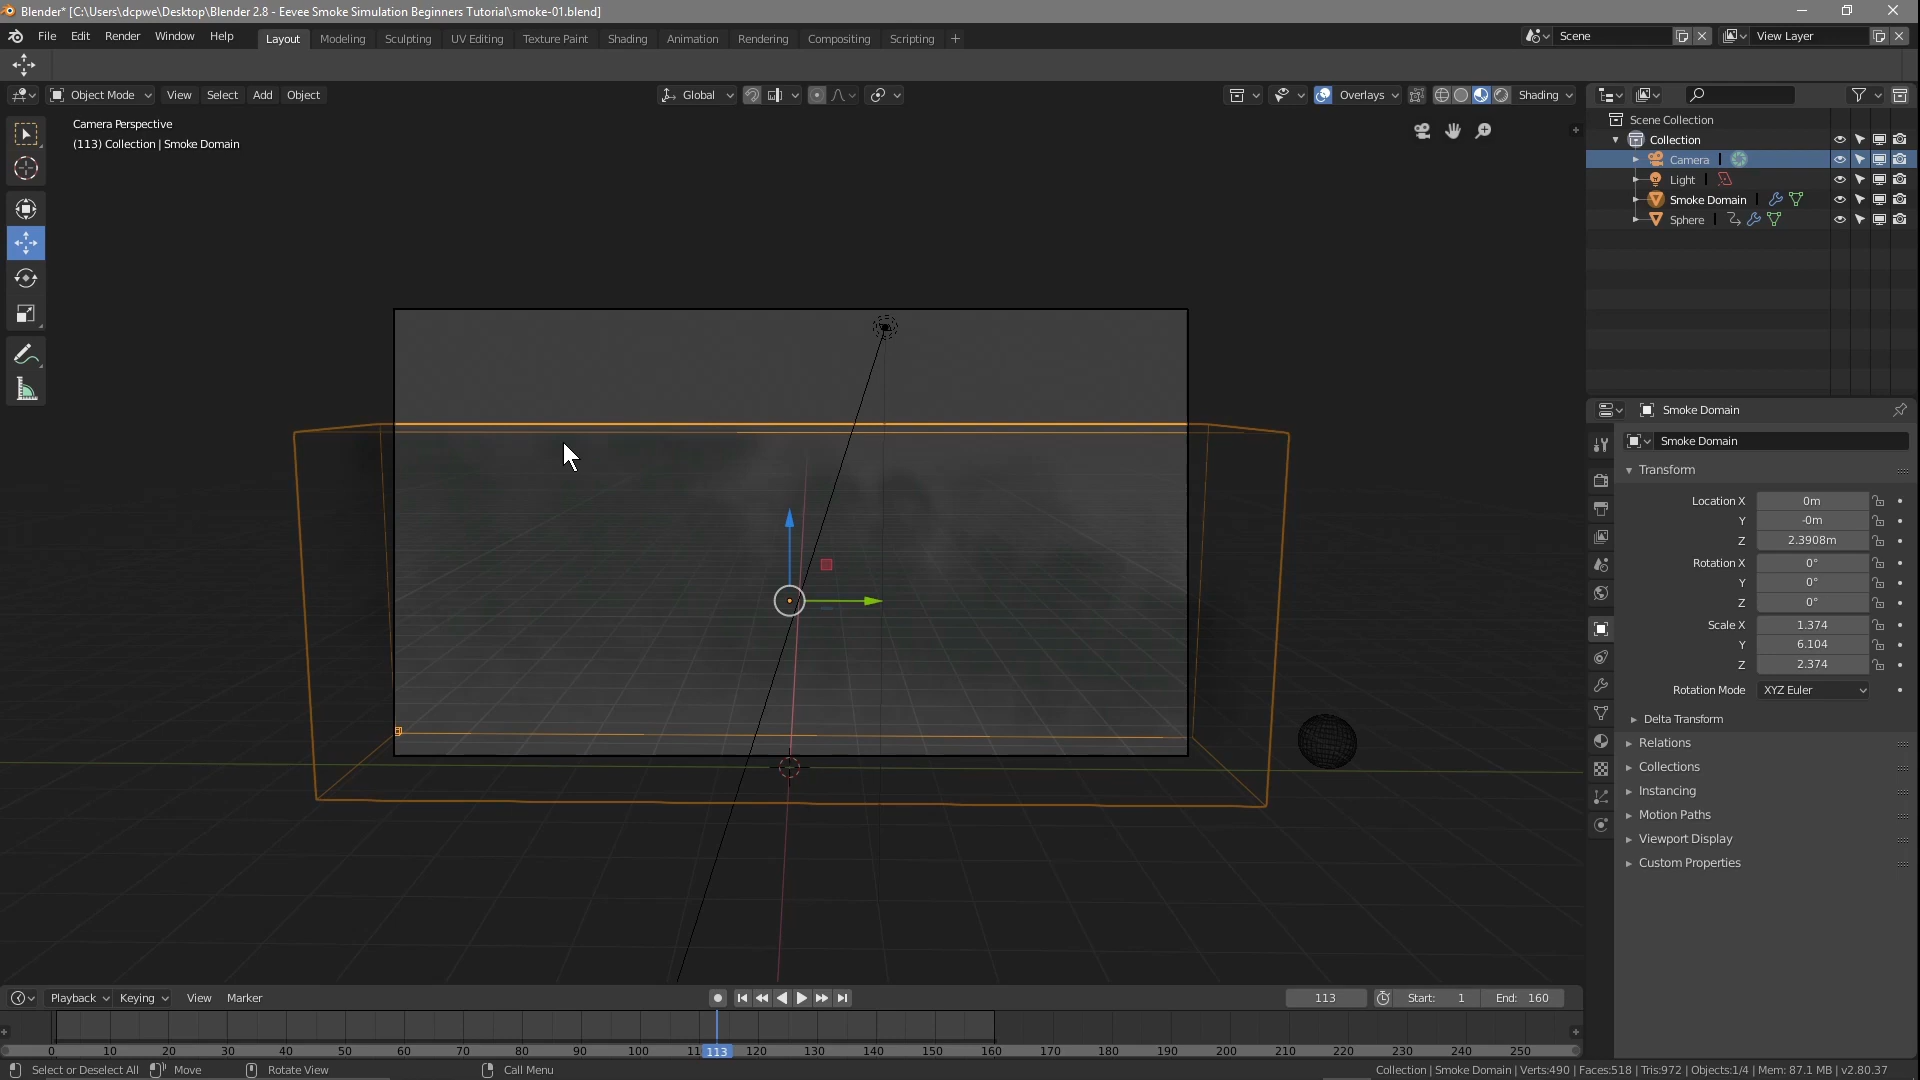 Blender* [C:\Users\dcpwe\Desktop\Blender 2.8 - Eevee Smoke Simulation Beginners Tutorial\smoke-01.blend]
File Edit Render Window Help Layout Modeling Sculpting UV Editing Texture Paint Shading Animation Rendering Compositing Scripting Scene View Layer
Object Mode View Select Add Object Global Overlays Shading
Camera Perspective
(113) Collection | Smoke Domain
Scene Collection
Collection
Camera
Light
Smoke Domain
Sphere
Smoke Domain
Smoke Domain
Transform
Location X 0m
Y -0m
Z 2.3908m
Rotation X 0°
Y 0°
Z 0°
Scale X 1.374
Y 6.104
Z 2.374
Rotation Mode XYZ Euler
Delta Transform
Relations
Collections
Instancing
Motion Paths
Viewport Display
Custom Properties
Playback Keying View Marker 113 Start: 1 End: 160
0 10 20 30 40 50 60 70 80 90 100 11 113 120 130 140 150 160 170 180 190 200 210 220 230 240 250
Select or Deselect All Move Rotate View Call Menu Collection | Smoke Domain | Verts:490 | Faces:518 | Tris:972 | Objects:1/4 | Mem: 87.1 MB | v2.80.37